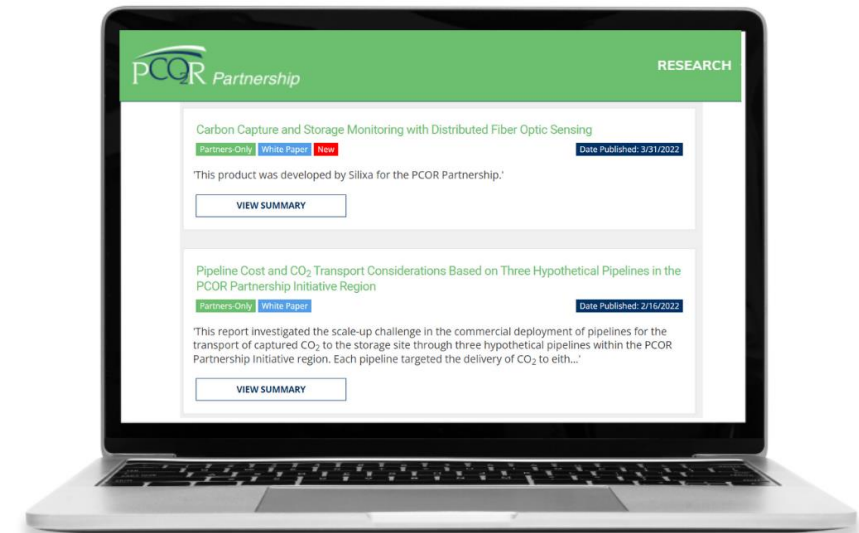 PCO₂R Partnership
RESEARCH
Carbon Capture and Storage Monitoring with Distributed Fiber Optic Sensing
Partners-Only White Paper New Date Published: 3/31/2022
'This product was developed by Silixa for the PCOR Partnership.'
VIEW SUMMARY
Pipeline Cost and CO₂ Transport Considerations Based on Three Hypothetical Pipelines in the
PCOR Partnership Initiative Region
Partners-Only White Paper Date Published: 2/16/2022
'This report investigated the scale-up challenge in the commercial deployment of pipelines for the
transport of captured CO₂ to the storage site through three hypothetical pipelines within the PCOR
Partnership Initiative region. Each pipeline targeted the delivery of CO₂ to eith...'
VIEW SUMMARY